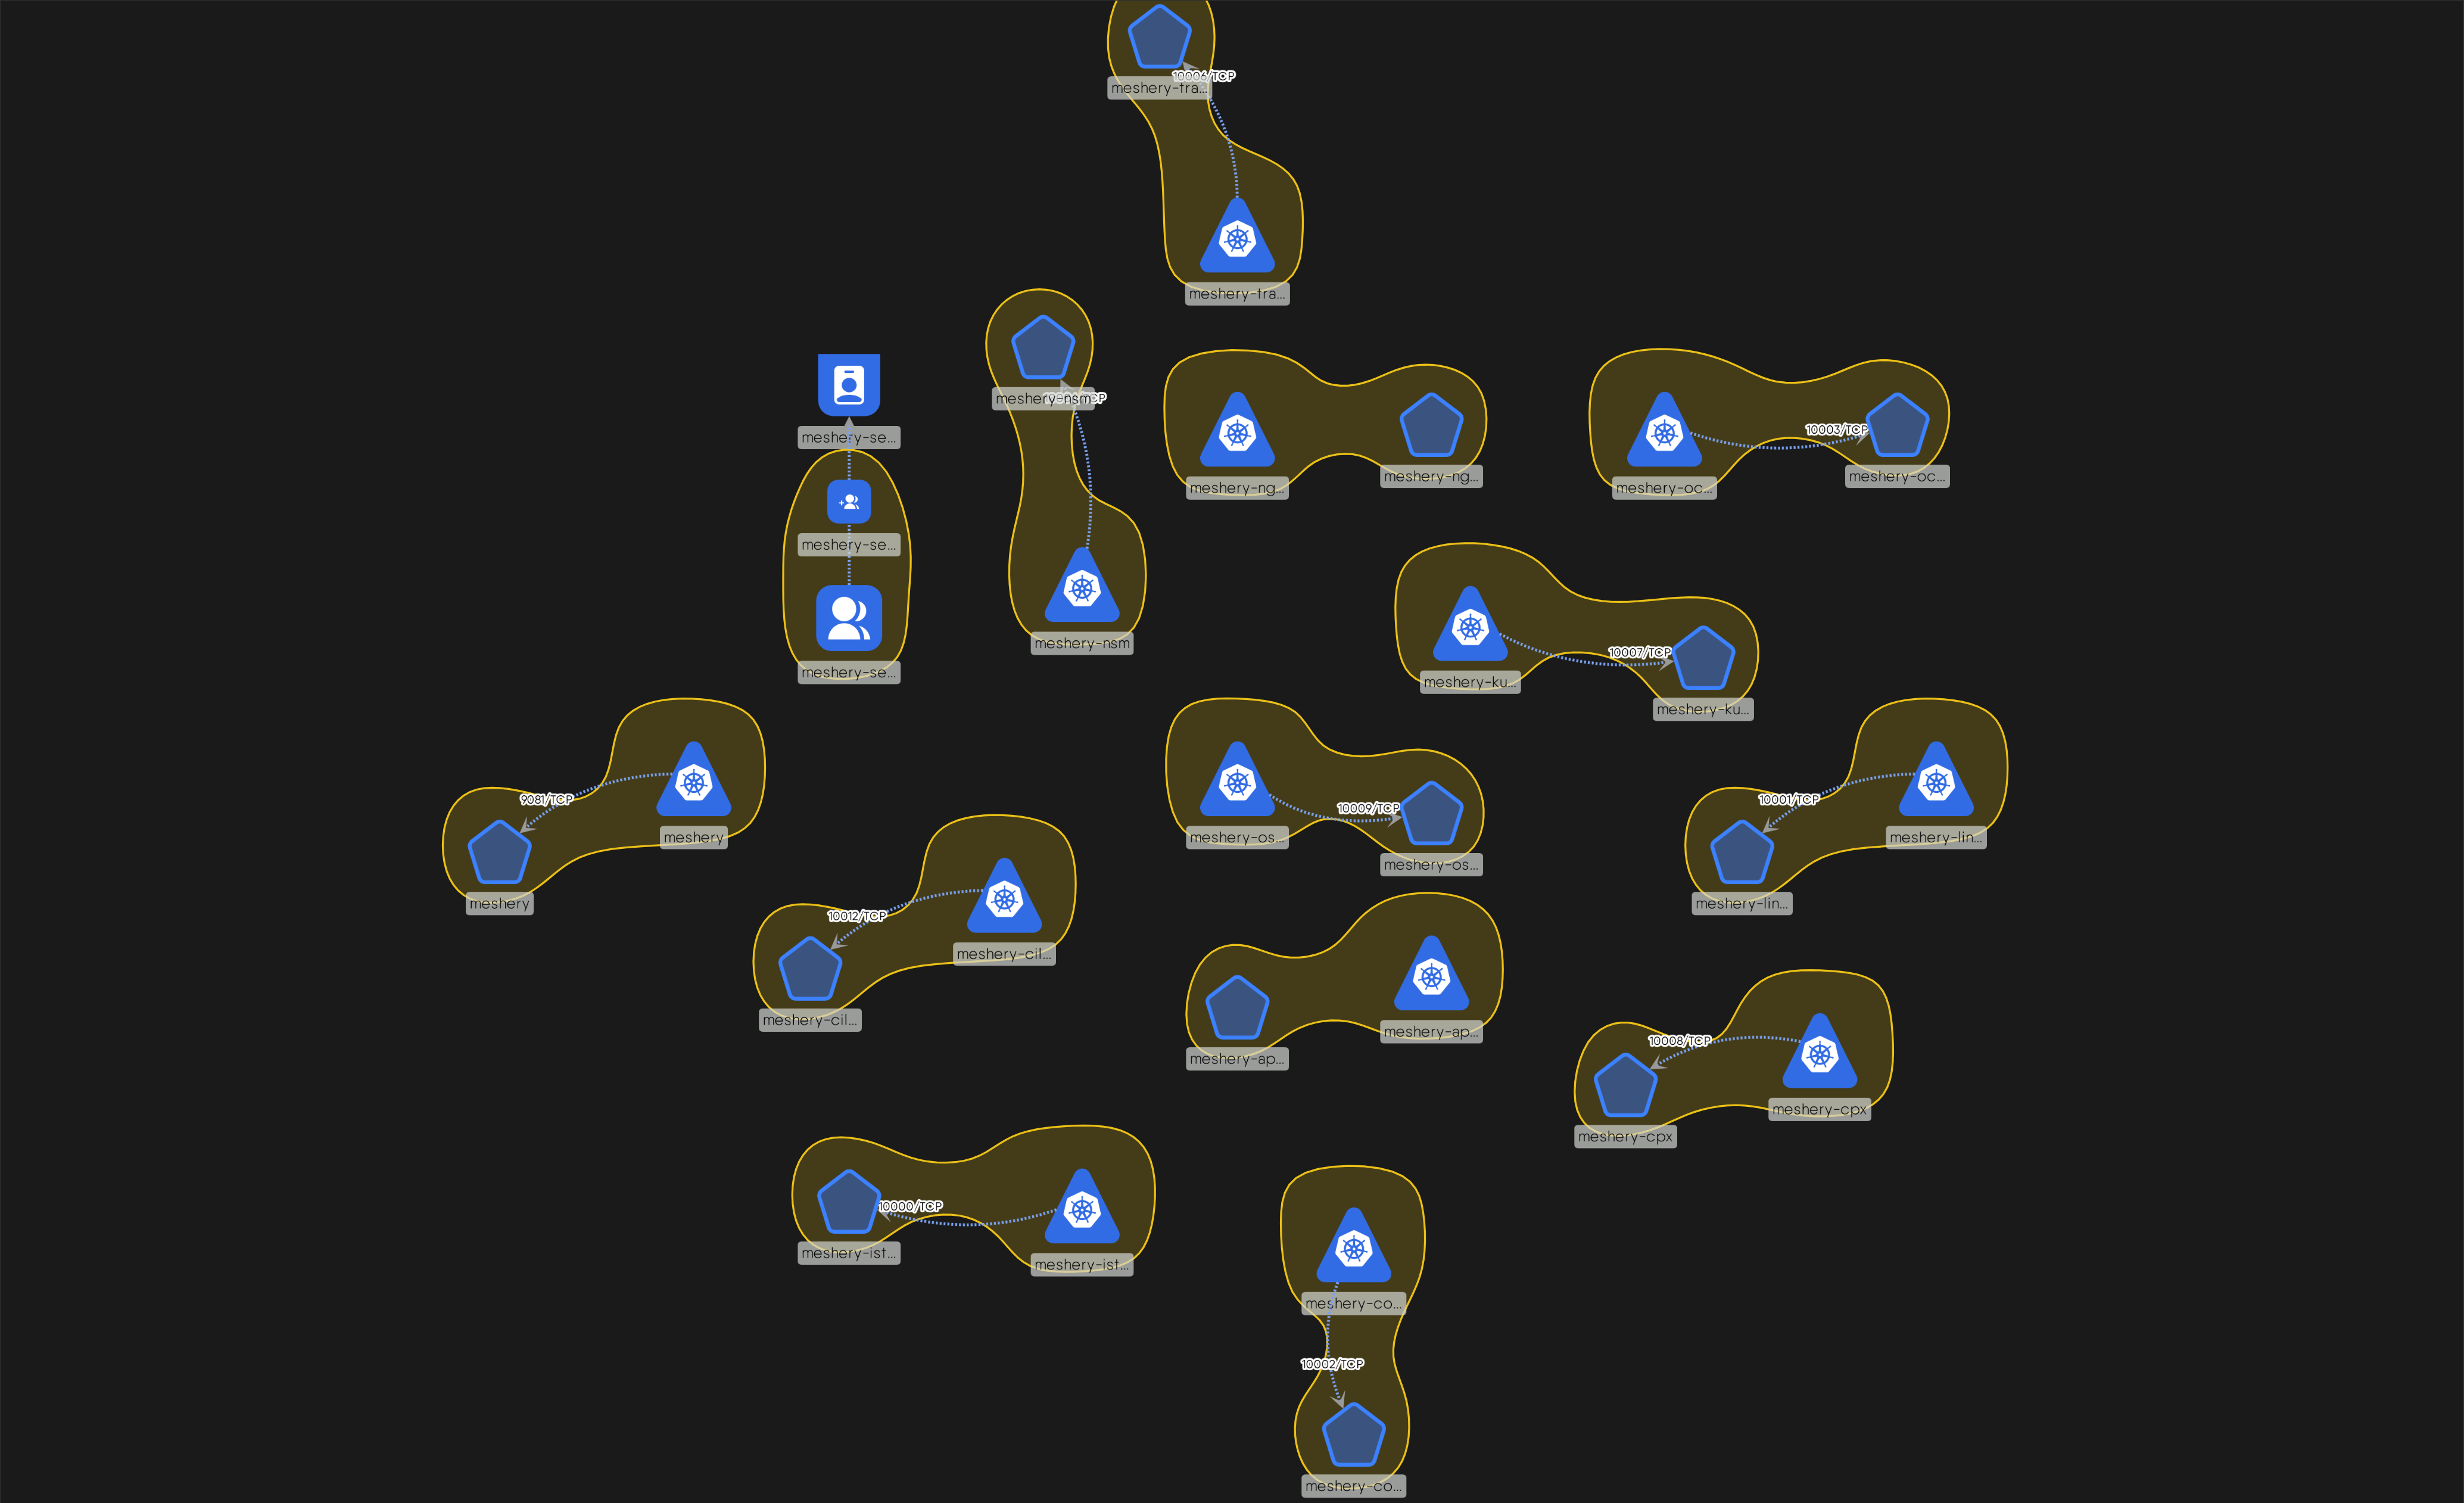 meshery-tra...
10006/TCP
meshery-tra...
meshery-nsm
meshery-nsm
meshery-se...
meshery-se...
meshery-se...
meshery-ng...
meshery-ng...
meshery-oc...
10003/TCP
meshery-oc...
meshery-ku...
10007/TCP
meshery-ku...
meshery
9081/TCP
meshery
meshery-os...
10009/TCP
meshery-os...
meshery-lin...
10001/TCP
meshery-lin...
meshery-cil...
10012/TCP
meshery-cil...
meshery-ap...
meshery-ap...
meshery-cpx
10008/TCP
meshery-cpx
10000/TCP
meshery-ist...
meshery-ist...
meshery-co...
10002/TCP
meshery-co...